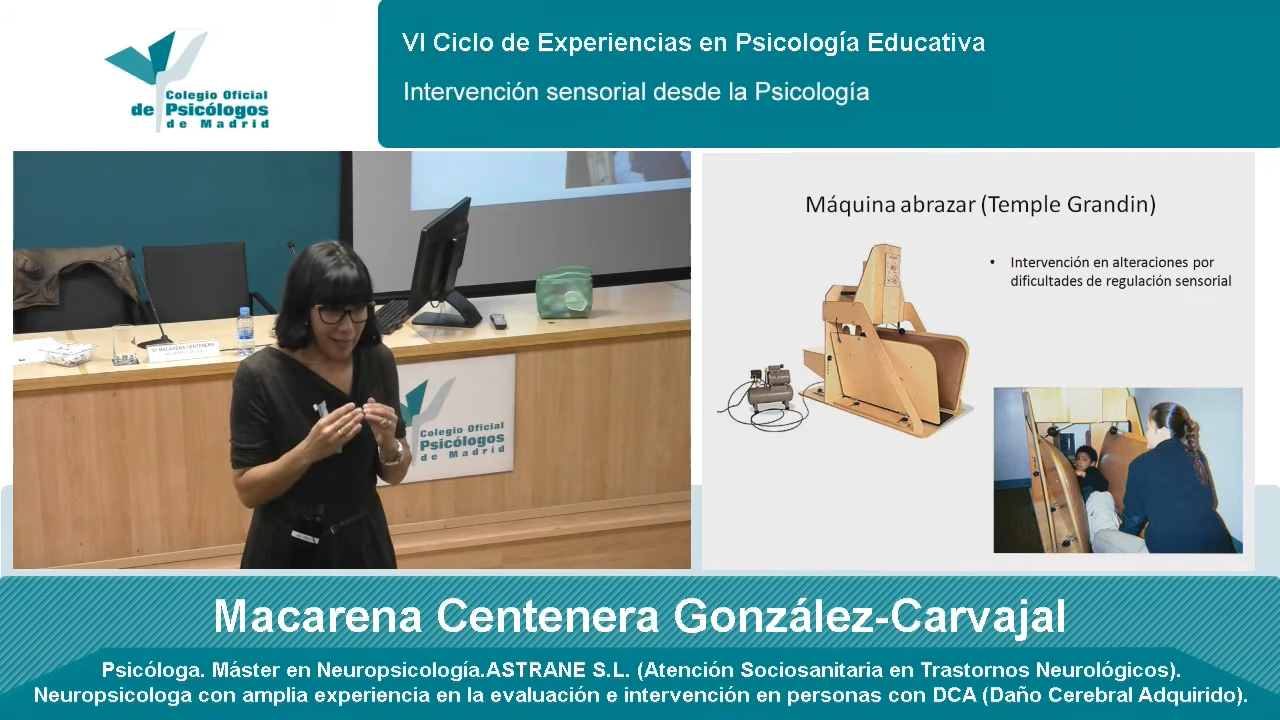 Colegio Oficial
de Psicólogos
de Madrid
VI Ciclo de Experiencias en Psicología Educativa
Intervención sensorial desde la Psicología
Dª MACARENA CENTENERA
Colegio Oficial
Psicólogos
de Madrid
Máquina abrazar (Temple Grandin)
• Intervención en alteraciones por
dificultades de regulación sensorial
Macarena Centenera González-Carvajal
Psicóloga. Máster en Neuropsicología.ASTRANE S.L. (Atención Sociosanitaria en Trastornos Neurológicos).
Neuropsicologa con amplia experiencia en la evaluación e intervención en personas con DCA (Daño Cerebral Adquirido).